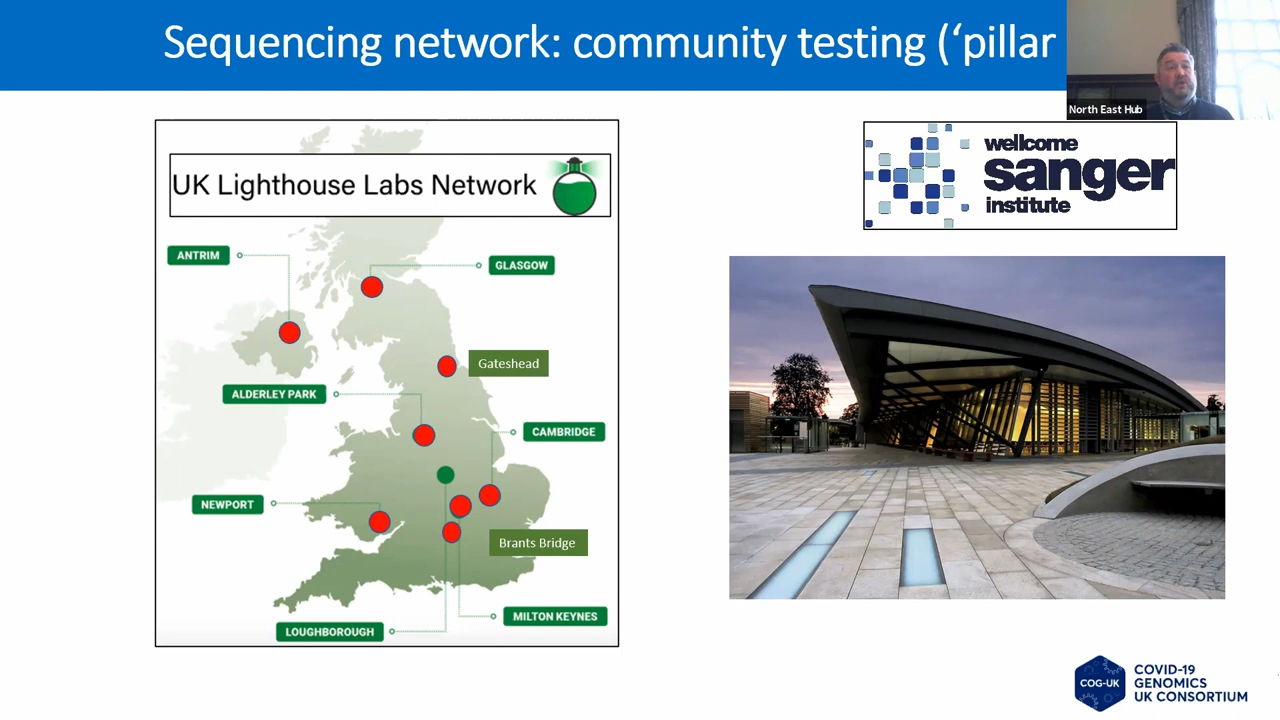 Sequencing network: community testing (‘pillar
North East Hub
wellcome
sanger
institute
UK Lighthouse Labs Network
ANTRIM
GLASGOW
Gateshead
ALDERLEY PARK
CAMBRIDGE
NEWPORT
Brants Bridge
MILTON KEYNES
LOUGHBOROUGH
COG-UK
COVID-19
GENOMICS
UK CONSORTIUM